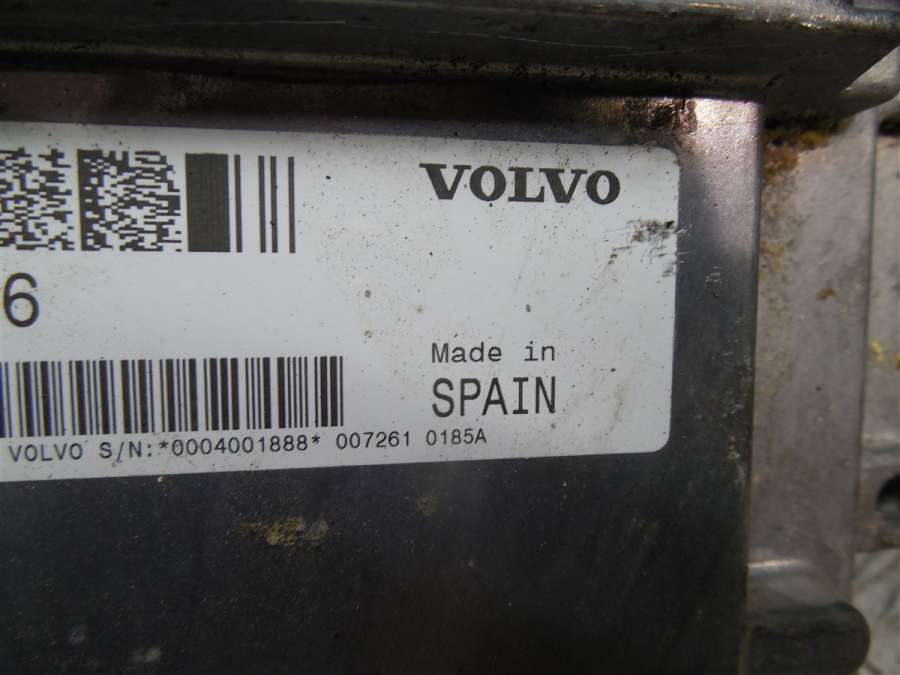 VOLVO
6
Made in
SPAIN
VOLVO S/N:*0004001888* 007261 0185A